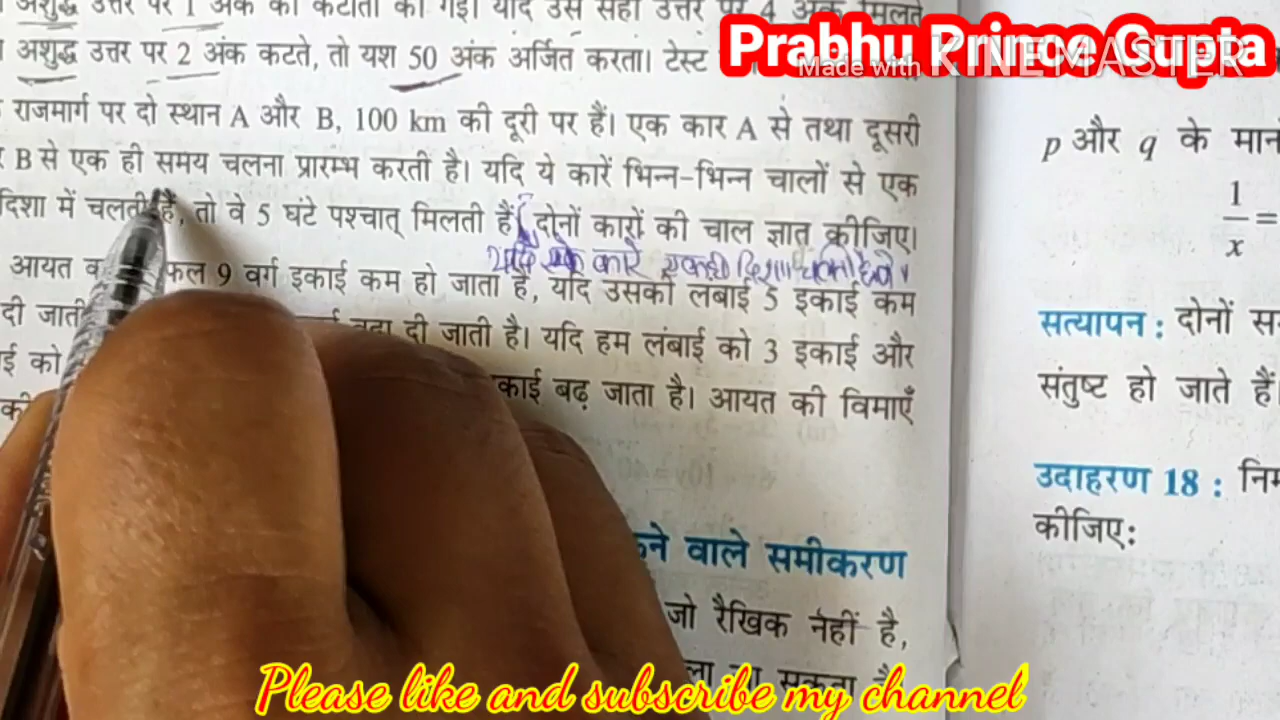 अशुद्ध उत्तर पर 1 अंक की कटौती की गई। यदि उसे सही उत्तर पर 4 अंक मिलते
अशुद्ध उत्तर पर 2 अंक कटते, तो यश 50 अंक अर्जित करता। टेस्ट
Prabhu Prince Gupta
Made with KINEMASTER
राजमार्ग पर दो स्थान A और B, 100 km की दूरी पर हैं। एक कार A से तथा दूसरी
B से एक ही समय चलना प्रारम्भ करती है। यदि ये कारें भिन्न-भिन्न चालों से एक
दिशा में चलती हैं, तो वे 5 घंटे पश्चात् मिलती हैं। दोनों कारों की चाल ज्ञात कीजिए।
यदि कारे एक ही दिशा
आयत फल 9 वर्ग इकाई कम हो जाता है, यदि उसकी लंबाई 5 इकाई कम
दी जाती बढ़ा दी जाती है। यदि हम लंबाई को 3 इकाई और
को इकाई बढ़ जाता है। आयत की विमाएँ
की
वाले समीकरण
जो रैखिक नहीं है,
p और q के
1
x =
सत्यापन : दोनों
संतुष्ट हो जाते हैं
उदाहरण 18 :
कीजिए:
Please like and subscribe my channel